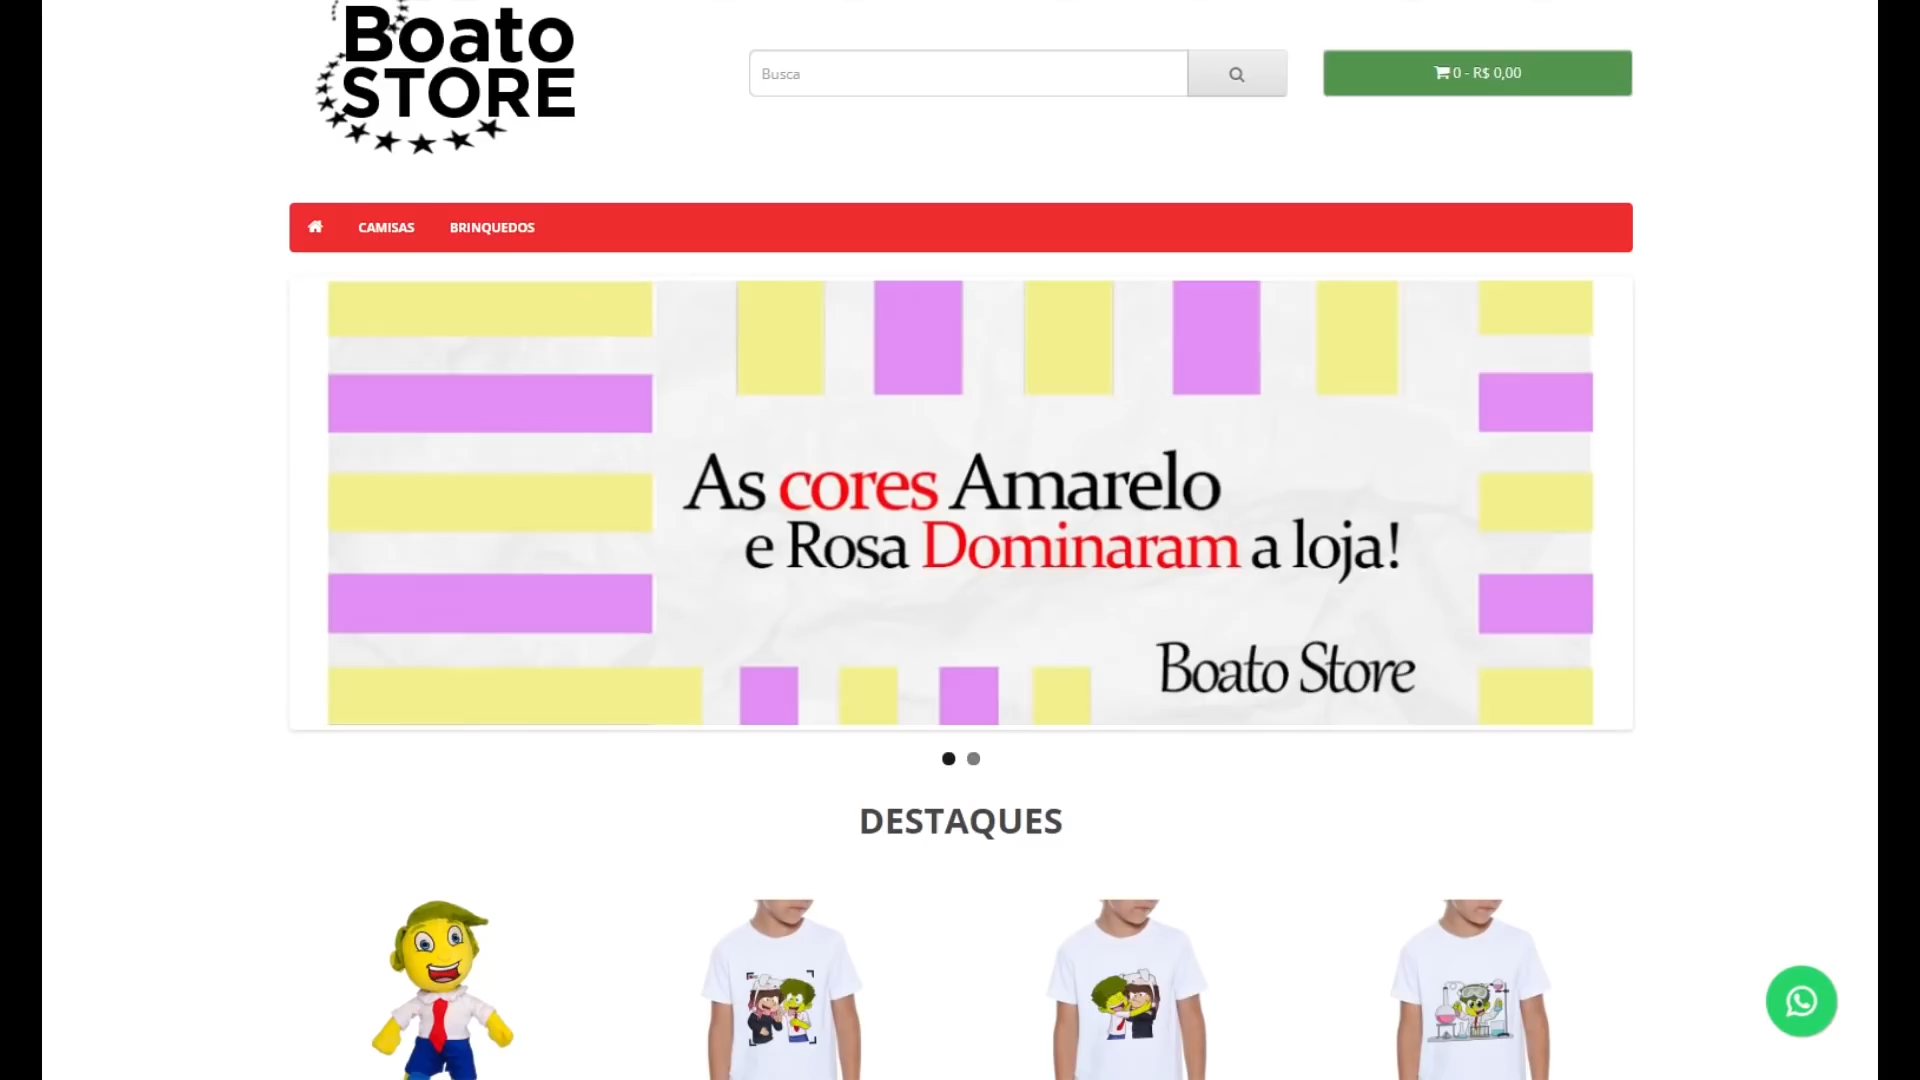 Boato
STORE
Busca
0 - R$ 0,00
CAMISAS
BRINQUEDOS
As cores Amarelo
e Rosa Dominaram a loja!
Boato Store
DESTAQUES